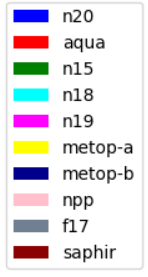 n20
aqua
n15
n18
n19
metop-a
metop-b
npp
f17
saphir